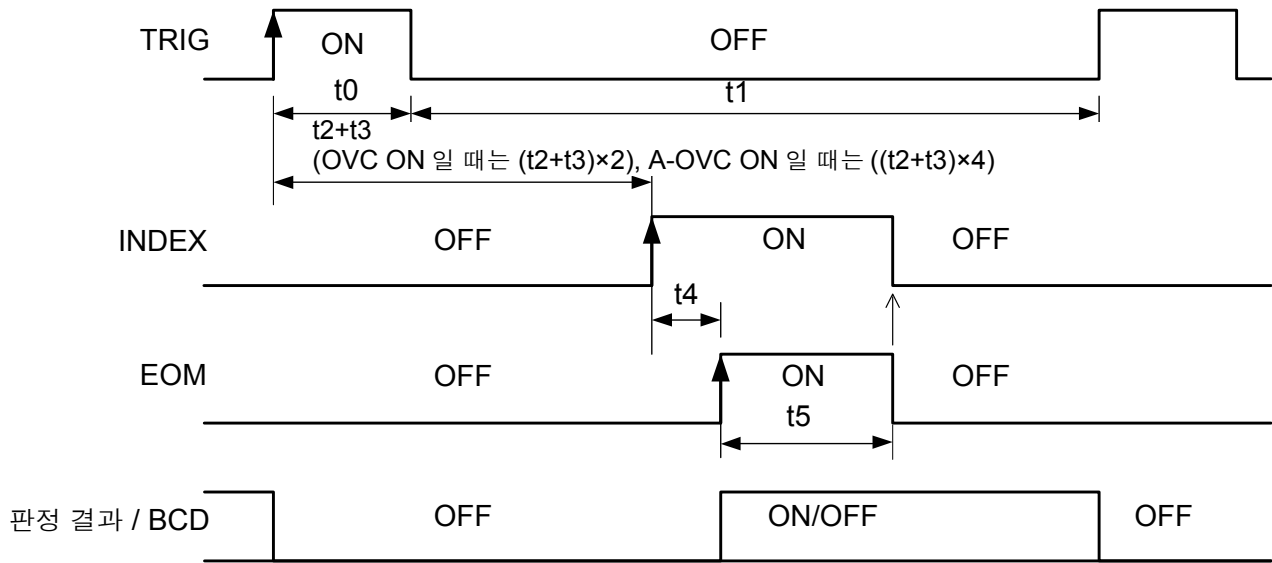 TRIG ON OFF
t0 t1
t2+t3
(OVC ON 일 때는 (t2+t3)×2), A-OVC ON 일 때는 ((t2+t3)×4)
INDEX OFF ON OFF
t4
EOM OFF ON OFF
t5
판정 결과 / BCD OFF ON/OFF OFF